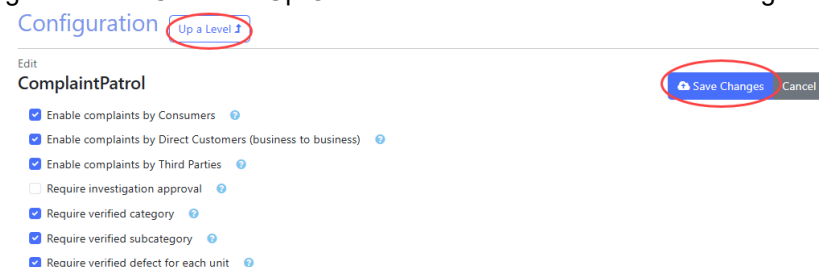 Configuration Up a Level
Edit
ComplaintPatrol
Save Changes Cancel
Enable complaints by Consumers
Enable complaints by Direct Customers (business to business)
Enable complaints by Third Parties
Require investigation approval
Require verified category
Require verified subcategory
Require verified defect for each unit